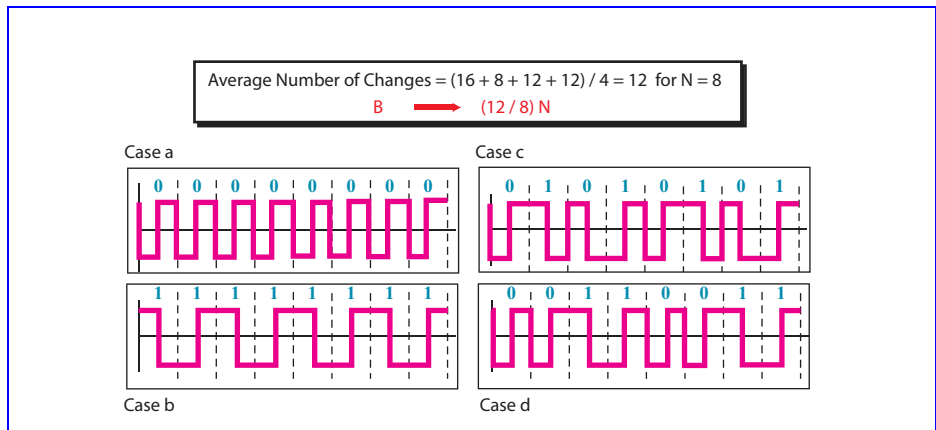 Average Number of Changes = (16 + 8 + 12 + 12) / 4 = 12 for N = 8
B (12 / 8) N
Case a
0 0 0 0 0 0 0 0
Case c
0 1 0 1 0 1 0 1
1 1 1 1 1 1 1 1
Case b
0 0 1 1 0 0 1 1
Case d